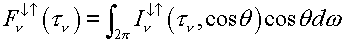 F_ν^{↓↑}(τ_ν) = ∫_{2π} I_ν^{↓↑}(τ_ν, cosθ) cosθ dω